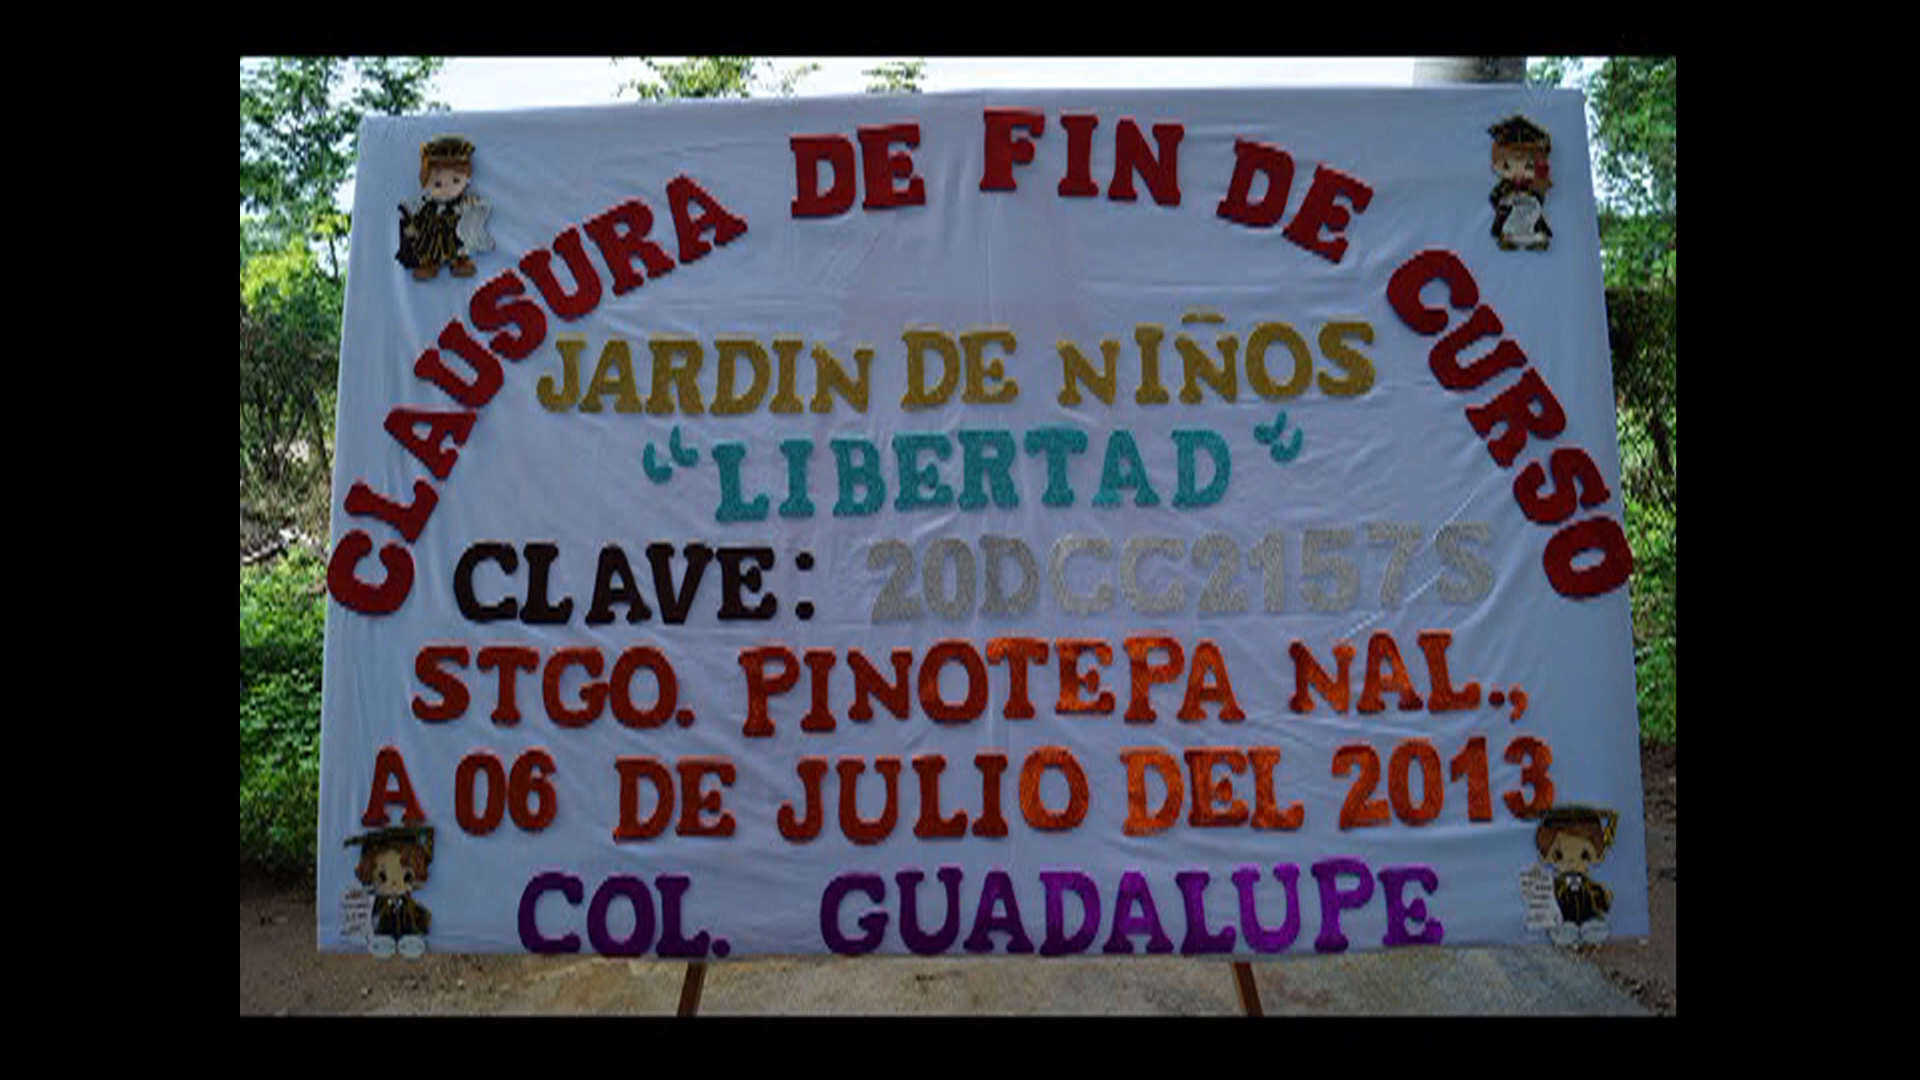 CLAUSURA DE FIN DE CURSO
JARDIN DE NIÑOS
“LIBERTAD”
CLAVE: 20DCC2157S
STGO. PINOTEPA NAL.,
A 06 DE JULIO DEL 2013
COL. GUADALUPE